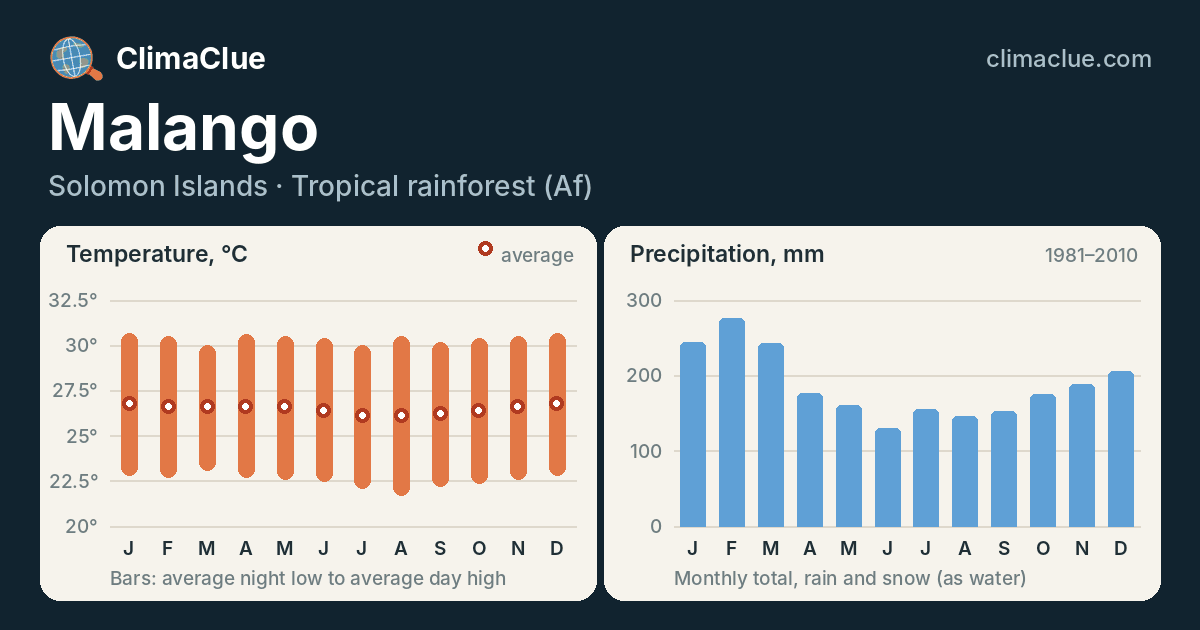 ClimaClue
climaclue.com
Malango
Solomon Islands · Tropical rainforest (Af)
Temperature, °C
average
32.5°
30°
27.5°
25°
22.5°
20°
J F M A M J J A S O N D
Bars: average night low to average day high
Precipitation, mm
1981–2010
300
200
100
0
J F M A M J J A S O N D
Monthly total, rain and snow (as water)